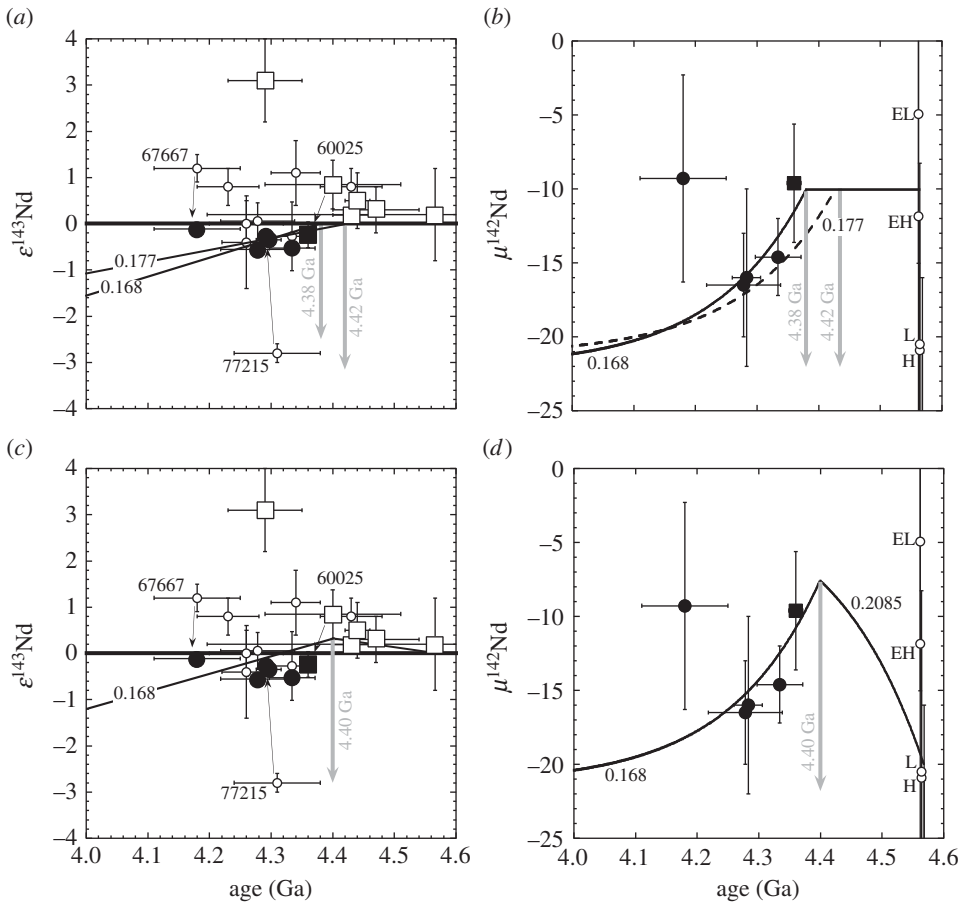 (a)
4
3
2
1
0
−1
−2
−3
−4
ε143Nd
67667
60025
77215
0.177
0.168
4.38 Ga
4.42 Ga
(b)
0
−5
−10
−15
−20
−25
μ142Nd
EL
EH
L
H
0.177
0.168
4.38 Ga
4.42 Ga
(c)
4
3
2
1
0
−1
−2
−3
−4
ε143Nd
67667
60025
77215
0.168
4.40 Ga
4.0 4.2 4.3 4.4 4.5 4.6
age (Ga)
(d)
0
−5
−10
−15
−20
−25
μ142Nd
EL
EH
L
H
0.2085
0.168
4.40 Ga
4.0 4.2 4.3 4.4 4.5 4.6
age (Ga)